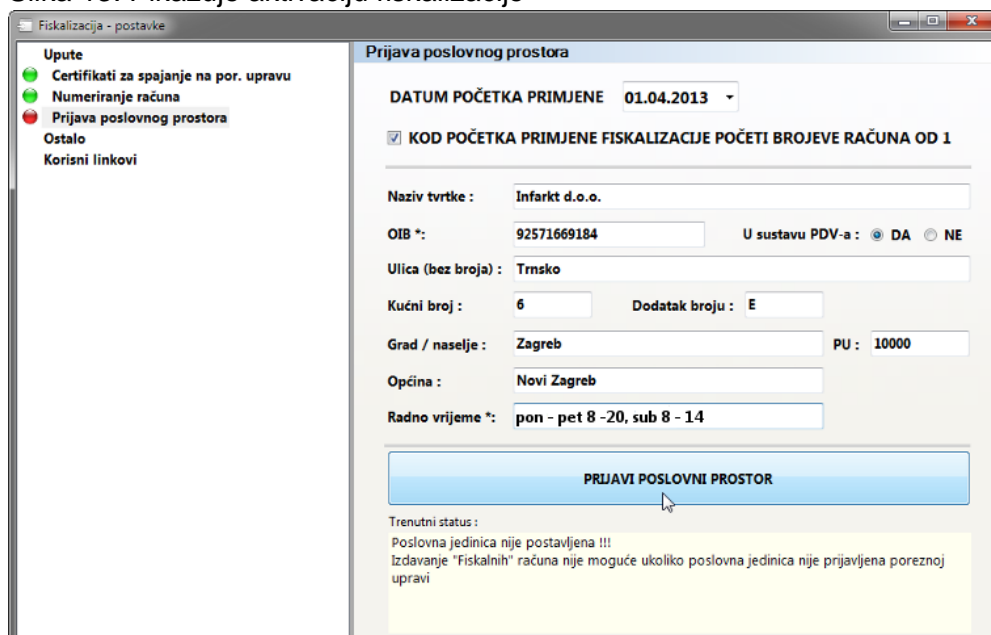 Fiskalizacija - postavke
Upute
Certifikati za spajanje na por. upravu
Numeriranje računa
Prijava poslovnog prostora
Ostalo
Korisni linkovi
Prijava poslovnog prostora
DATUM POČETKA PRIMJENE 01.04.2013
KOD POČETKA PRIMJENE FISKALIZACIJE POČETI BROJEVE RAČUNA OD 1
Naziv tvrtke : Infarkt d.o.o.
OIB *: 92571669184 U sustavu PDV-a : DA NE
Ulica (bez broja) : Trnsko
Kućni broj : 6 Dodatak broju : E
Grad / naselje : Zagreb PU : 10000
Općina : Novi Zagreb
Radno vrijeme *: pon - pet 8 -20, sub 8 - 14
PRIJAVI POSLOVNI PROSTOR
Trenutni status :
Poslovna jedinica nije postavljena !!!
Izdavanje "Fiskalnih" računa nije moguće ukoliko poslovna jedinica nije prijavljena poreznoj
upravi